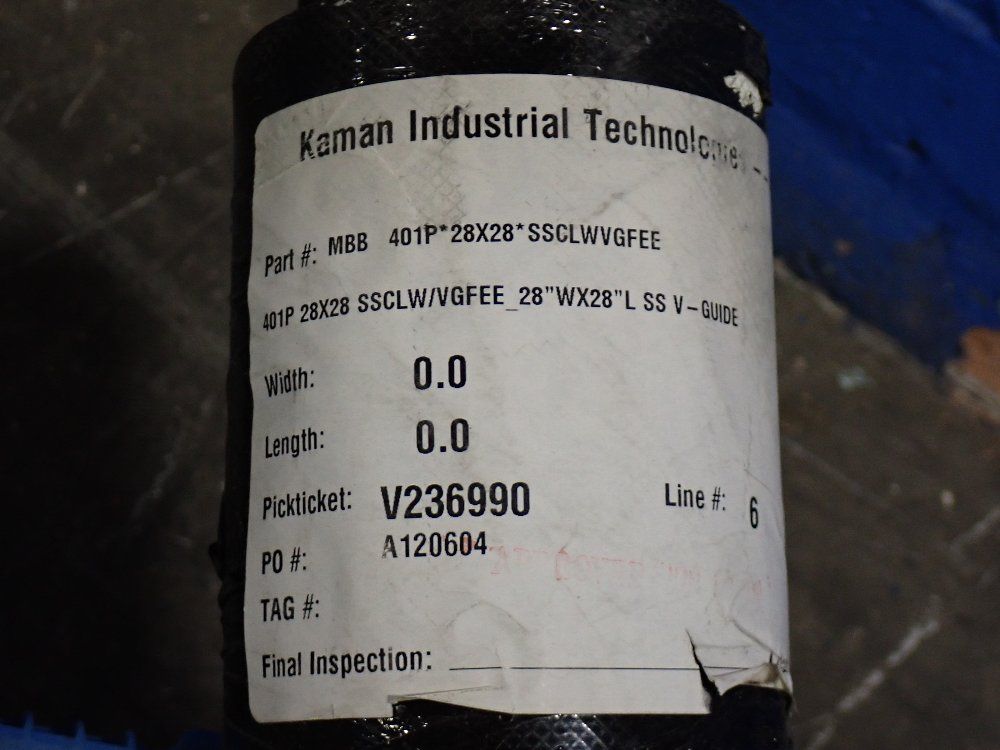 Kaman Industrial Technologies
Part #: MBB 401P*28X28*SSCLWVGFEE
401P 28X28 SSCLW/VGFEE_28"WX28"L SS V-GUIDE
Width: 0.0
Length: 0.0
Pickticket: V236990 Line #: 6
PO #: A120604
TAG #:
Final Inspection: